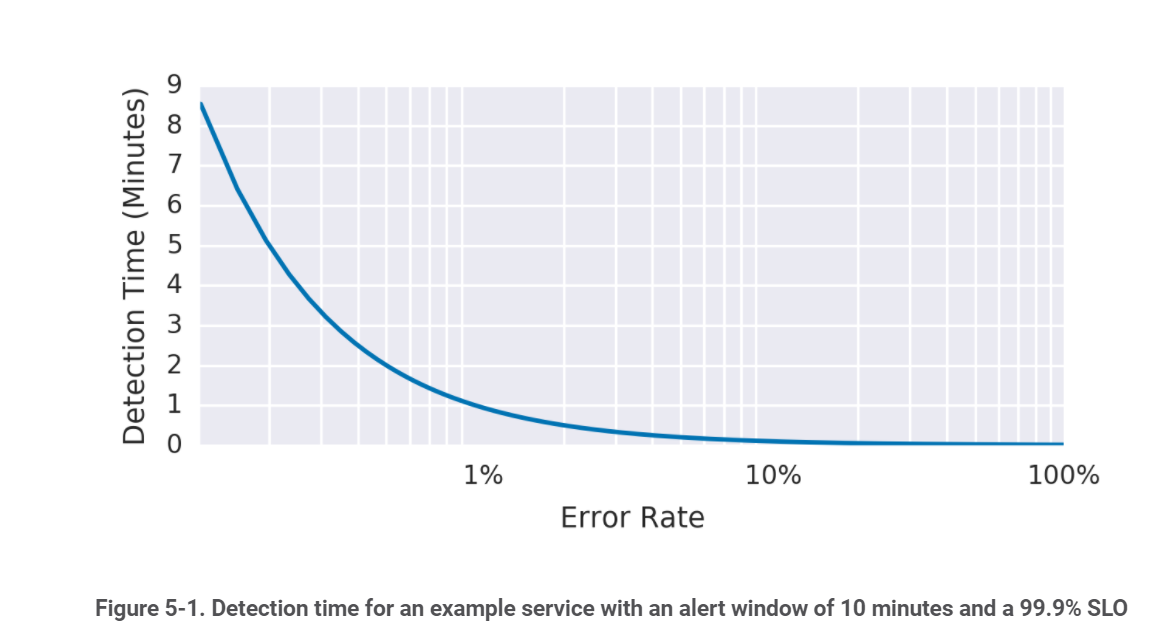 9
8
7
6
5
4
3
2
1
0
Detection Time (Minutes)
1% 10% 100%
Error Rate
Figure 5-1. Detection time for an example service with an alert window of 10 minutes and a 99.9% SLO